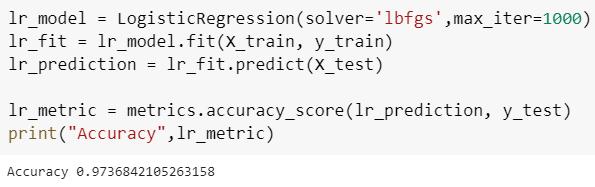 lr_model = LogisticRegression(solver='lbfgs',max_iter=1000)
lr_fit = lr_model.fit(X_train, y_train)
lr_prediction = lr_fit.predict(X_test)
lr_metric = metrics.accuracy_score(lr_prediction, y_test)
print("Accuracy",lr_metric)
Accuracy 0.9736842105263158